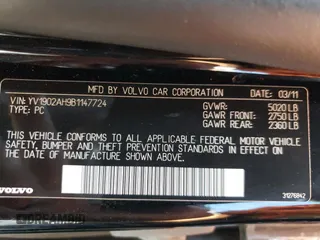 MFD BY VOLVO CAR CORPORATION
DATE: 03/11
VIN: YV1902AH9B1147724
TYPE: PC
GVWR: 5020 LB
GAWR FRONT: 2750 LB
GAWR REAR: 2360 LB
THIS VEHICLE CONFORMS TO ALL APPLICABLE FEDERAL MOTOR VEHICLE
SAFETY, BUMPER, AND THEFT PREVENTION STANDARDS IN EFFECT ON
THE DATE OF MANUFACTURE SHOWN ABOVE.
VOLVO
31276842
DREAMBID